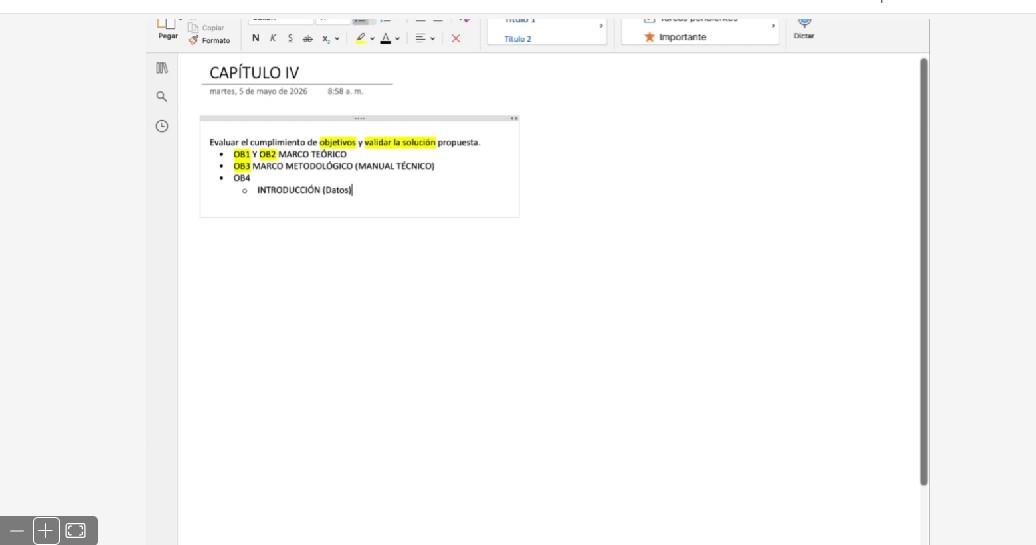 Pegar
Copiar
Formato
N K S ab x₂ A
Título 1
Título 2
Importante
Dictar
CAPÍTULO IV
martes, 5 de mayo de 2026 8:58 a. m.
Evaluar el cumplimiento de objetivos y validar la solución propuesta.
• OB1 Y OB2 MARCO TEÓRICO
• OB3 MARCO METODOLÓGICO (MANUAL TÉCNICO)
• OB4
o INTRODUCCIÓN (Datos)